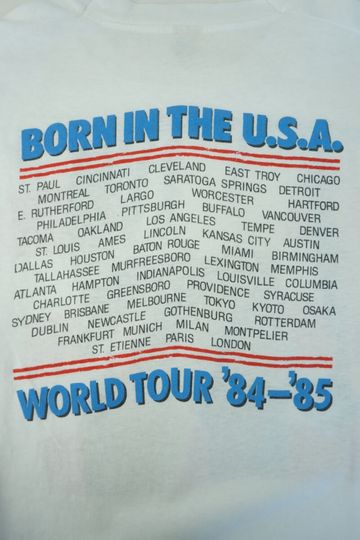 BORN IN THE U.S.A.
ST. PAUL CINCINNATI CLEVELAND EAST TROY CHICAGO
MONTREAL TORONTO SARATOGA SPRINGS DETROIT
E. RUTHERFORD LARGO WORCESTER HARTFORD
PHILADELPHIA PITTSBURGH BUFFALO VANCOUVER
TACOMA OAKLAND LOS ANGELES TEMPE DENVER
ST. LOUIS AMES LINCOLN KANSAS CITY AUSTIN
DALLAS HOUSTON BATON ROUGE MIAMI BIRMINGHAM
TALLAHASSEE MURFREESBORO LEXINGTON MEMPHIS
ATLANTA HAMPTON INDIANAPOLIS LOUISVILLE COLUMBIA
CHARLOTTE GREENSBORO PROVIDENCE SYRACUSE
SYDNEY BRISBANE MELBOURNE TOKYO KYOTO OSAKA
DUBLIN NEWCASTLE GOTHENBURG ROTTERDAM
FRANKFURT MUNICH MILAN MONTPELIER
ST. ETIENNE PARIS LONDON
WORLD TOUR '84–'85